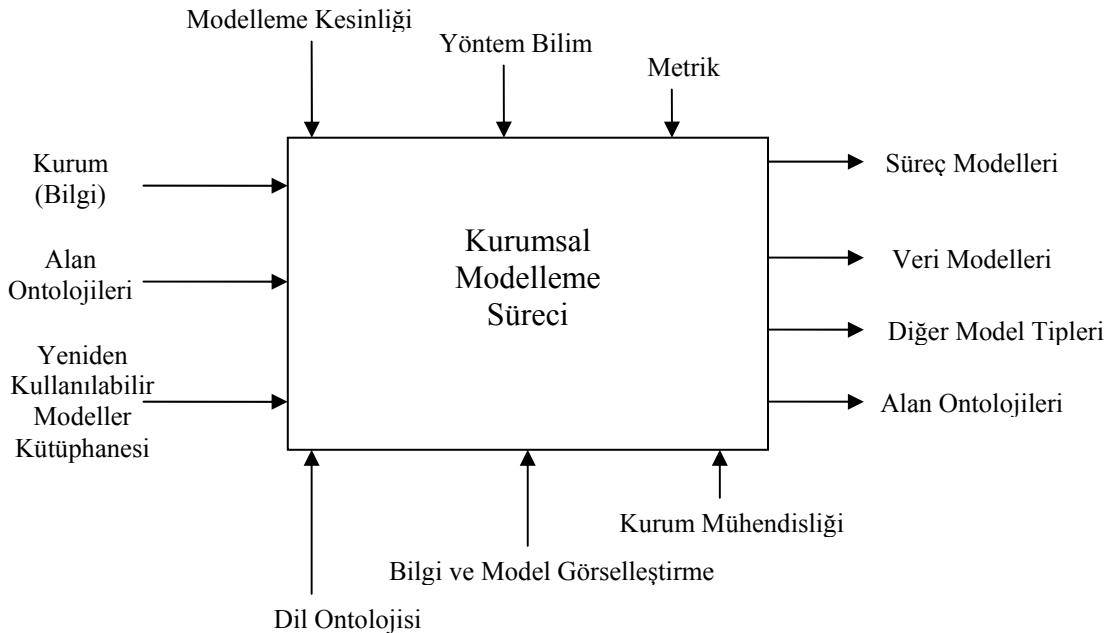 Modelleme Kesinliği
Yöntem Bilim
Metrik
Kurum
(Bilgi)
Alan
Ontolojileri
Yeniden
Kullanılabilir
Modeller
Kütüphanesi
Kurumsal
Modelleme
Süreci
Süreç Modelleri
Veri Modelleri
Diğer Model Tipleri
Alan Ontolojileri
Kurum Mühendisliği
Bilgi ve Model Görselleştirme
Dil Ontolojisi